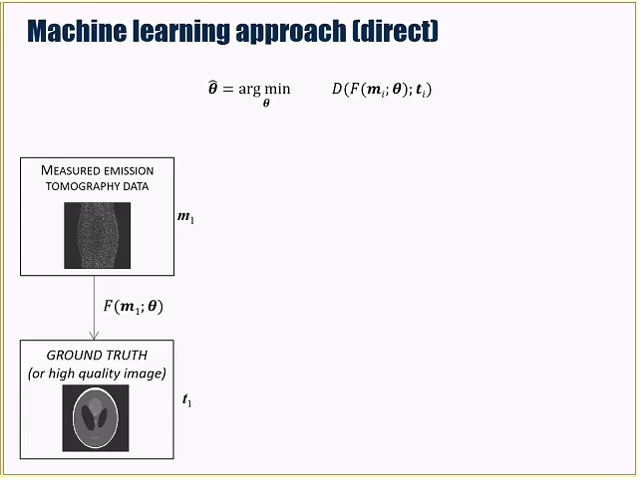 Machine learning approach (direct)
θ̂ = arg min D(F(mᵢ; θ); tᵢ)
θ
MEASURED EMISSION
TOMOGRAPHY DATA
m₁
F(m₁; θ)
GROUND TRUTH
(or high quality image)
t₁